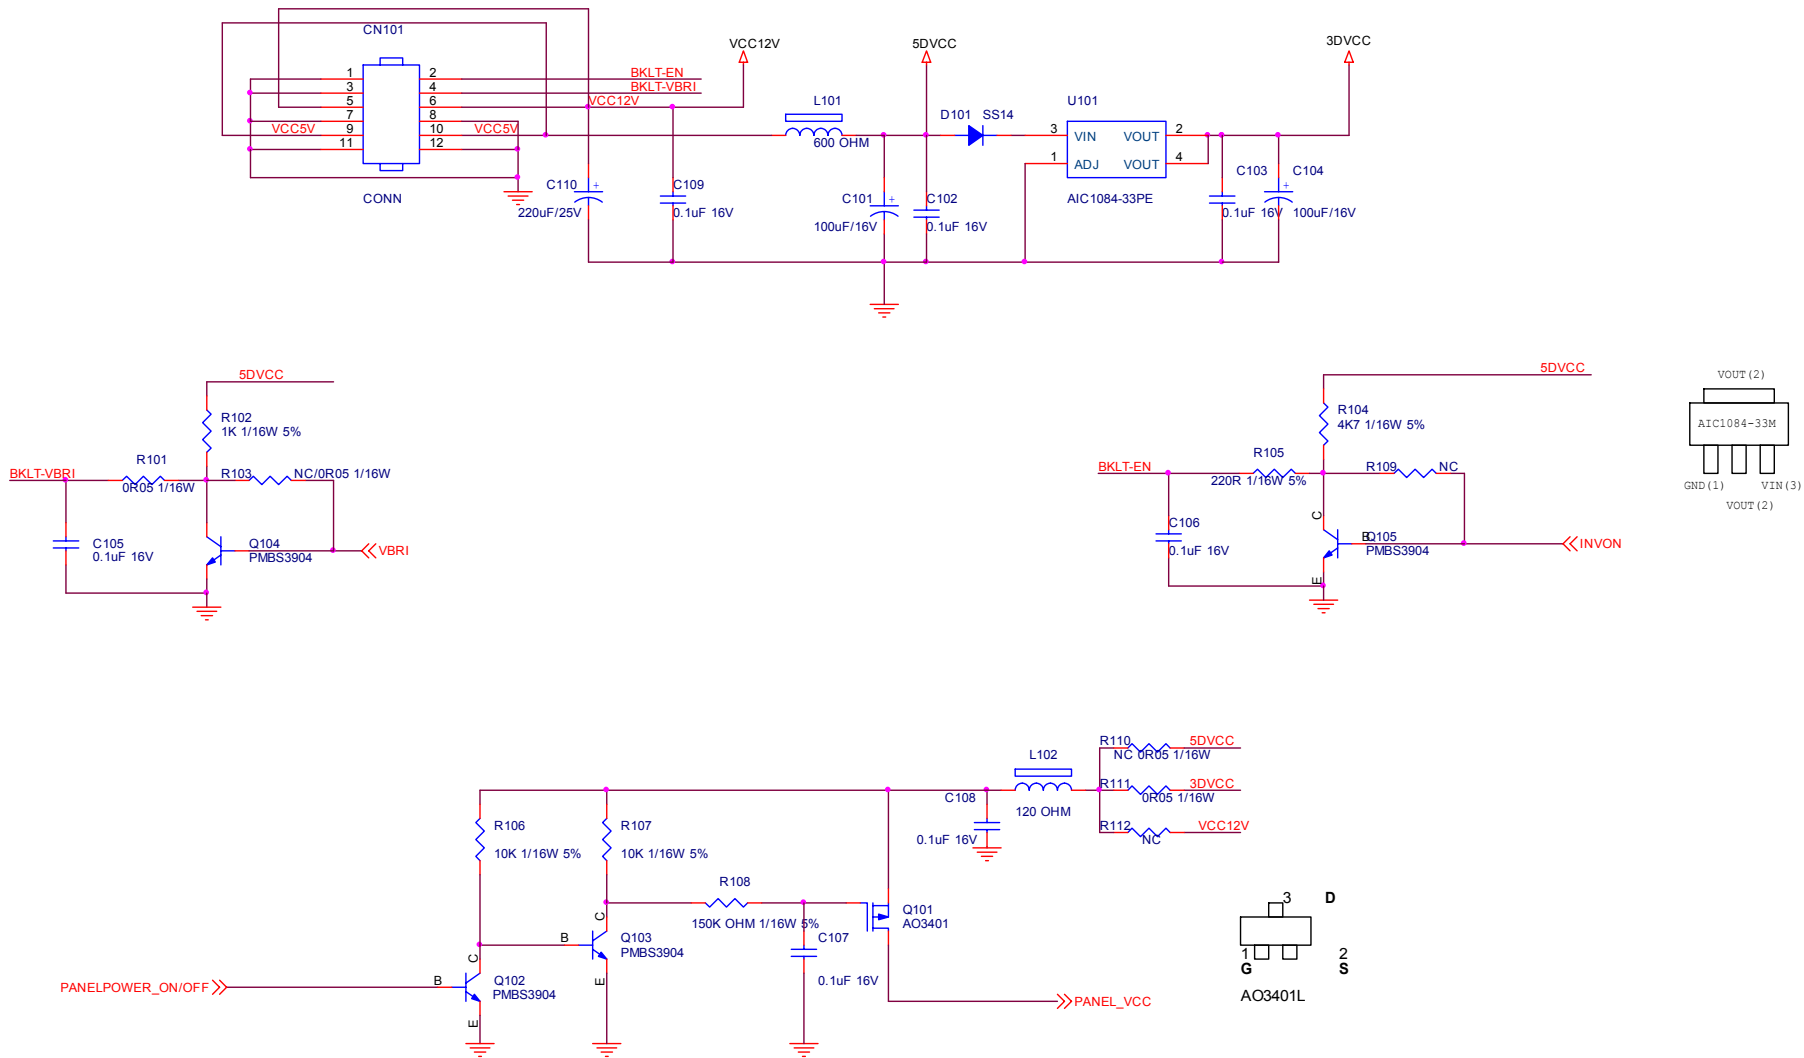 CN101
VCC12V
5DVCC
3DVCC
1 2 BKLT-EN
3 4 BKLT-VBRI
5 6 VCC12V
7 8
VCC5V 9 10 VCC5V
11 12
CONN
L101
600 OHM
D101 SS14
U101
3 VIN VOUT 2
1 ADJ VOUT 4
AIC1084-33PE
C110 +
220uF/25V
C109
0.1uF 16V
C101 +
100uF/16V
C102
0.1uF 16V
C103
0.1uF 16V
C104 +
100uF/16V
5DVCC
R102
1K 1/16W 5%
BKLT-VBRI
R101
0R05 1/16W
R103 NC/0R05 1/16W
C105
0.1uF 16V
Q104
PMBS3904
VBRI
5DVCC
R104
4K7 1/16W 5%
BKLT-EN
R105
220R 1/16W 5%
R109 NC
C106
0.1uF 16V
C
B
E
Q105
PMBS3904
INVON
VOUT(2)
AIC1084-33M
GND(1) VIN(3)
VOUT(2)
R110 5DVCC
NC 0R05 1/16W
L102
120 OHM
R111 3DVCC
0R05 1/16W
R112 VCC12V
NC
C108
0.1uF 16V
R106
10K 1/16W 5%
R107
10K 1/16W 5%
R108
150K OHM 1/16W 5%
Q101
AO3401
C107
0.1uF 16V
C
B
E
Q103
PMBS3904
C
B
E
Q102
PMBS3904
PANELPOWER_ON/OFF
PANEL_VCC
3 D
1 2
G S
AO3401L